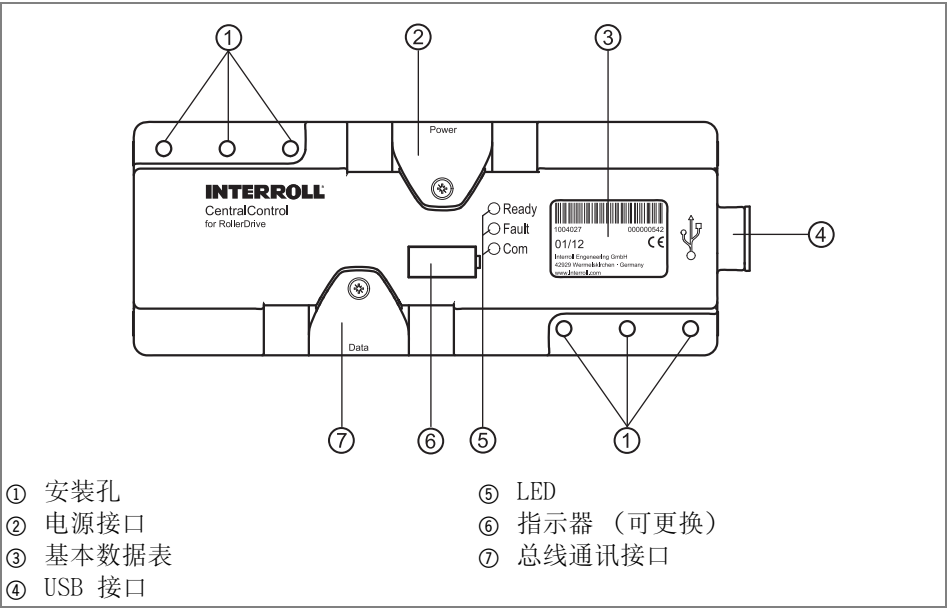 ① ② ③
Power
INTERROLL
CentralControl
for RollerDrive
Ready
Fault
Com
1004027 000000542
01/12 CE
Interroll Engeneering GmbH
42929 Wermelskirchen · Germany
www.interroll.com
④
Data
⑦ ⑥ ⑤ ①
① 安装孔
② 电源接口
③ 基本数据表
④ USB 接口
⑤ LED
⑥ 指示器 （可更换）
⑦ 总线通讯接口